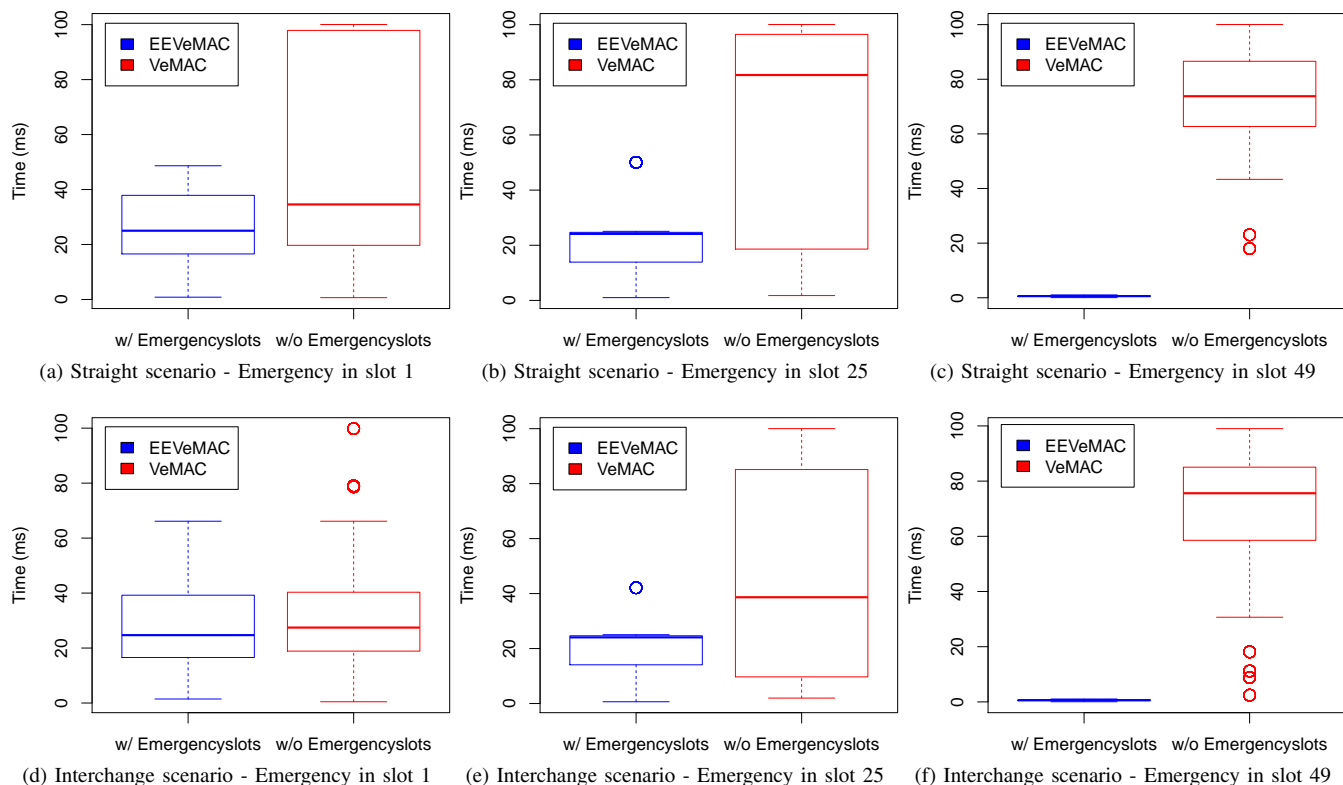 100
80
60
40
20
0
Time (ms)
EEVeMAC
VeMAC
w/ Emergencyslots w/o Emergencyslots
(a) Straight scenario - Emergency in slot 1
100
80
60
40
20
0
Time (ms)
EEVeMAC
VeMAC
w/ Emergencyslots w/o Emergencyslots
(b) Straight scenario - Emergency in slot 25
100
80
60
40
20
0
Time (ms)
EEVeMAC
VeMAC
w/ Emergencyslots w/o Emergencyslots
(c) Straight scenario - Emergency in slot 49
100
80
60
40
20
0
Time (ms)
EEVeMAC
VeMAC
w/ Emergencyslots w/o Emergencyslots
(d) Interchange scenario - Emergency in slot 1
100
80
60
40
20
0
Time (ms)
EEVeMAC
VeMAC
w/ Emergencyslots w/o Emergencyslots
(e) Interchange scenario - Emergency in slot 25
100
80
60
40
20
0
Time (ms)
EEVeMAC
VeMAC
w/ Emergencyslots w/o Emergencyslots
(f) Interchange scenario - Emergency in slot 49